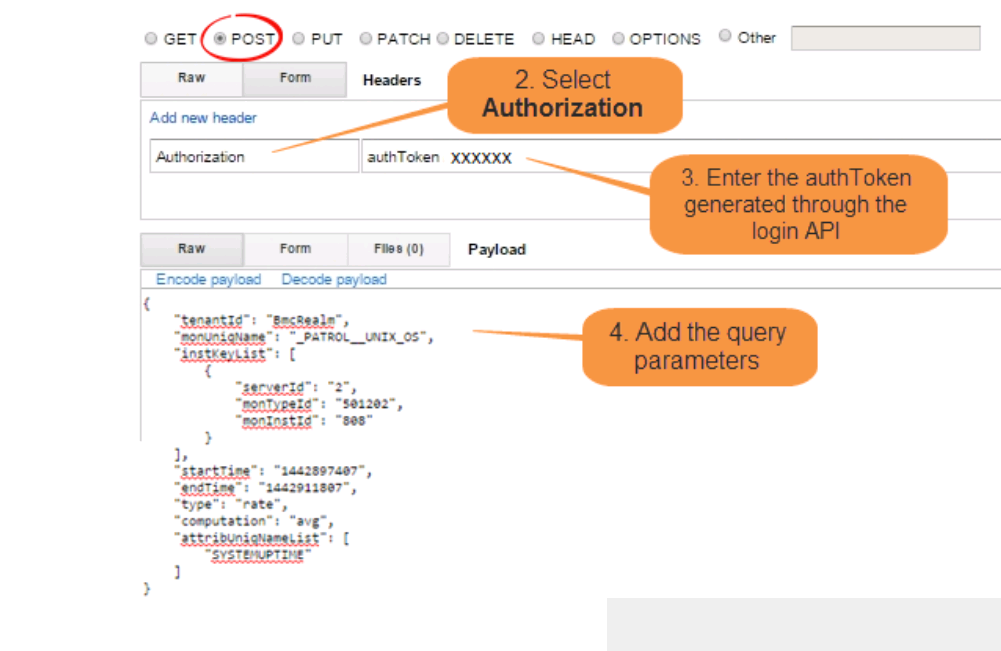 GET POST PUT PATCH DELETE HEAD OPTIONS Other
Raw Form Headers
2. Select
Authorization
Add new header
Authorization authToken XXXXXX
3. Enter the authToken
generated through the
login API
Raw Form Files (0) Payload
Encode payload Decode payload
{
"tenantId": "BmcRealm",
"monUniqName": "_PATROL__UNIX_OS",
"instKeyList": [
{
"serverId": "2",
"monTypeId": "501202",
"monInstId": "808"
}
],
"startTime": "1442897407",
"endTime": "1442911807",
"type": "rate",
"computation": "avg",
"attribUniqNameList": [
"SYSTEMUPTIME"
]
}
4. Add the query
parameters